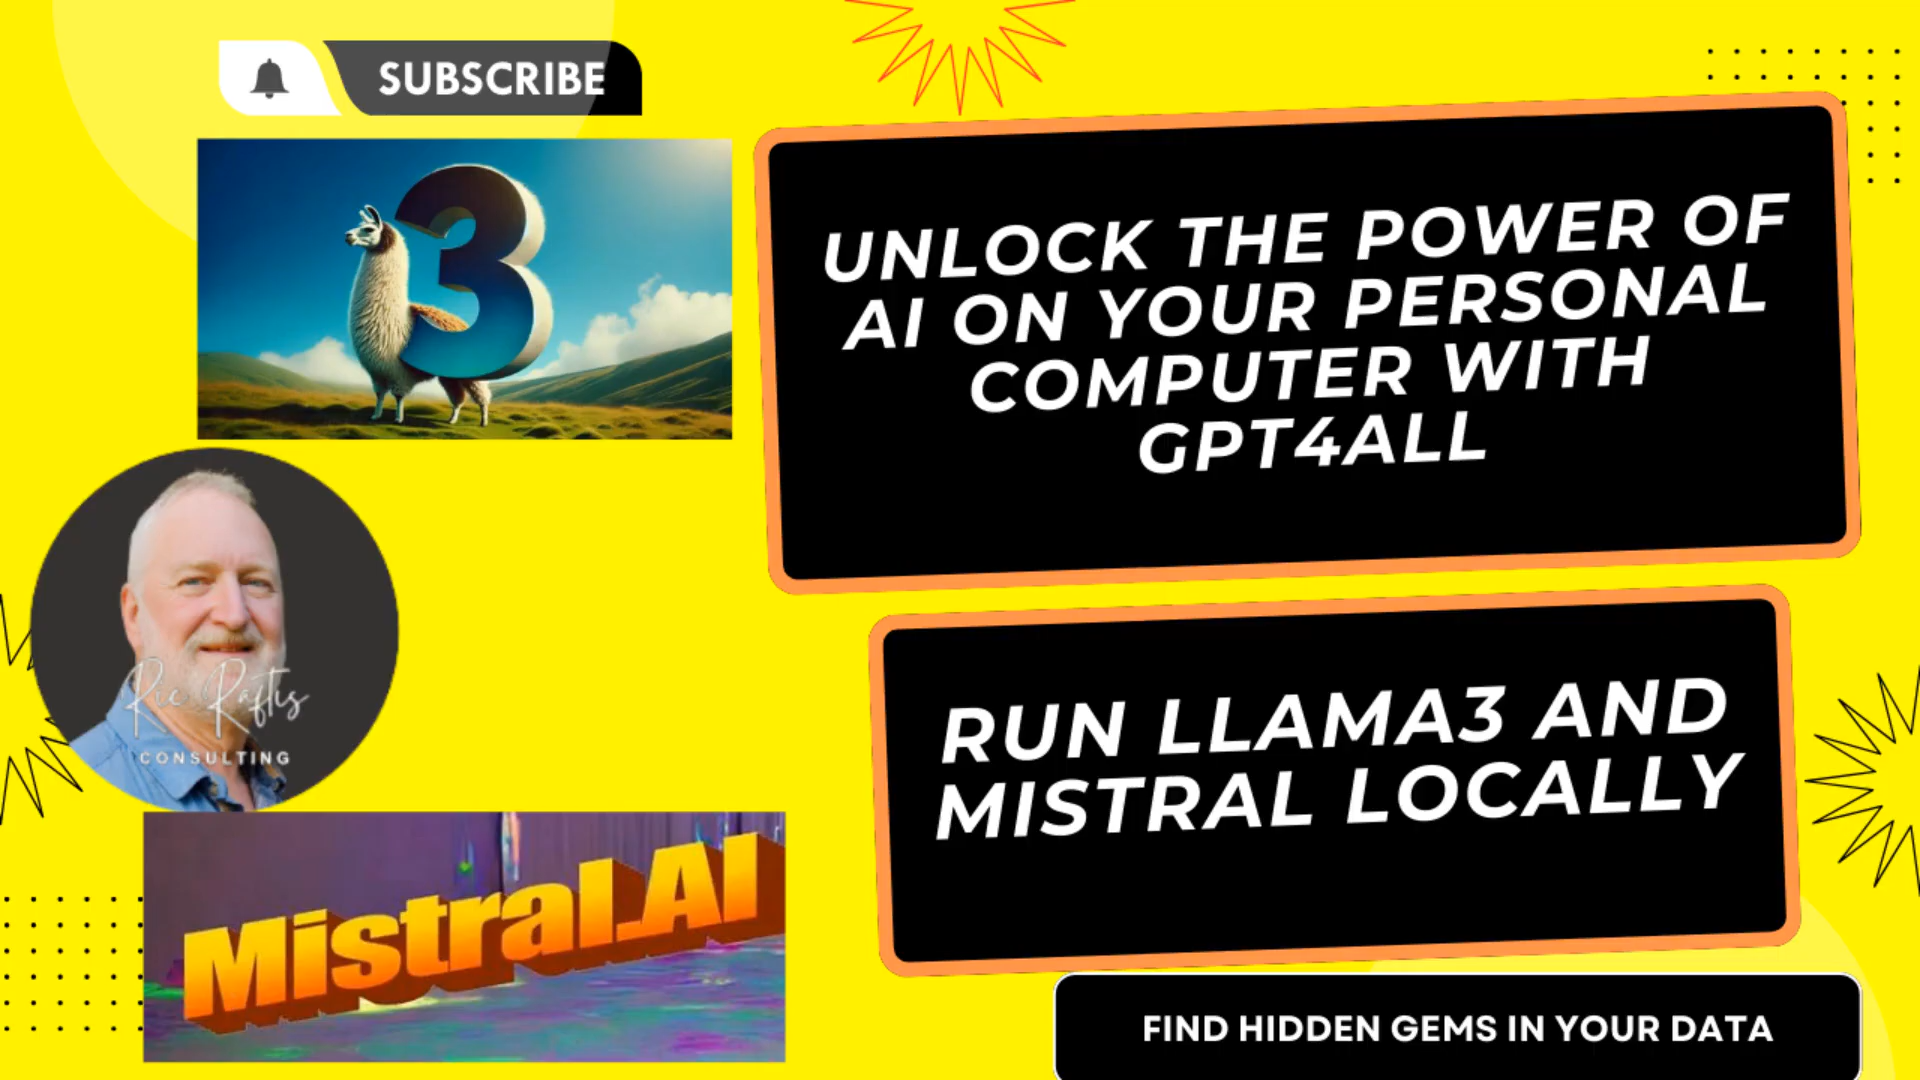 SUBSCRIBE
3
UNLOCK THE POWER OF
AI ON YOUR PERSONAL
COMPUTER WITH
GPT4ALL
Ric Raftis
CONSULTING
RUN LLAMA3 AND
MISTRAL LOCALLY
Mistral.AI
FIND HIDDEN GEMS IN YOUR DATA